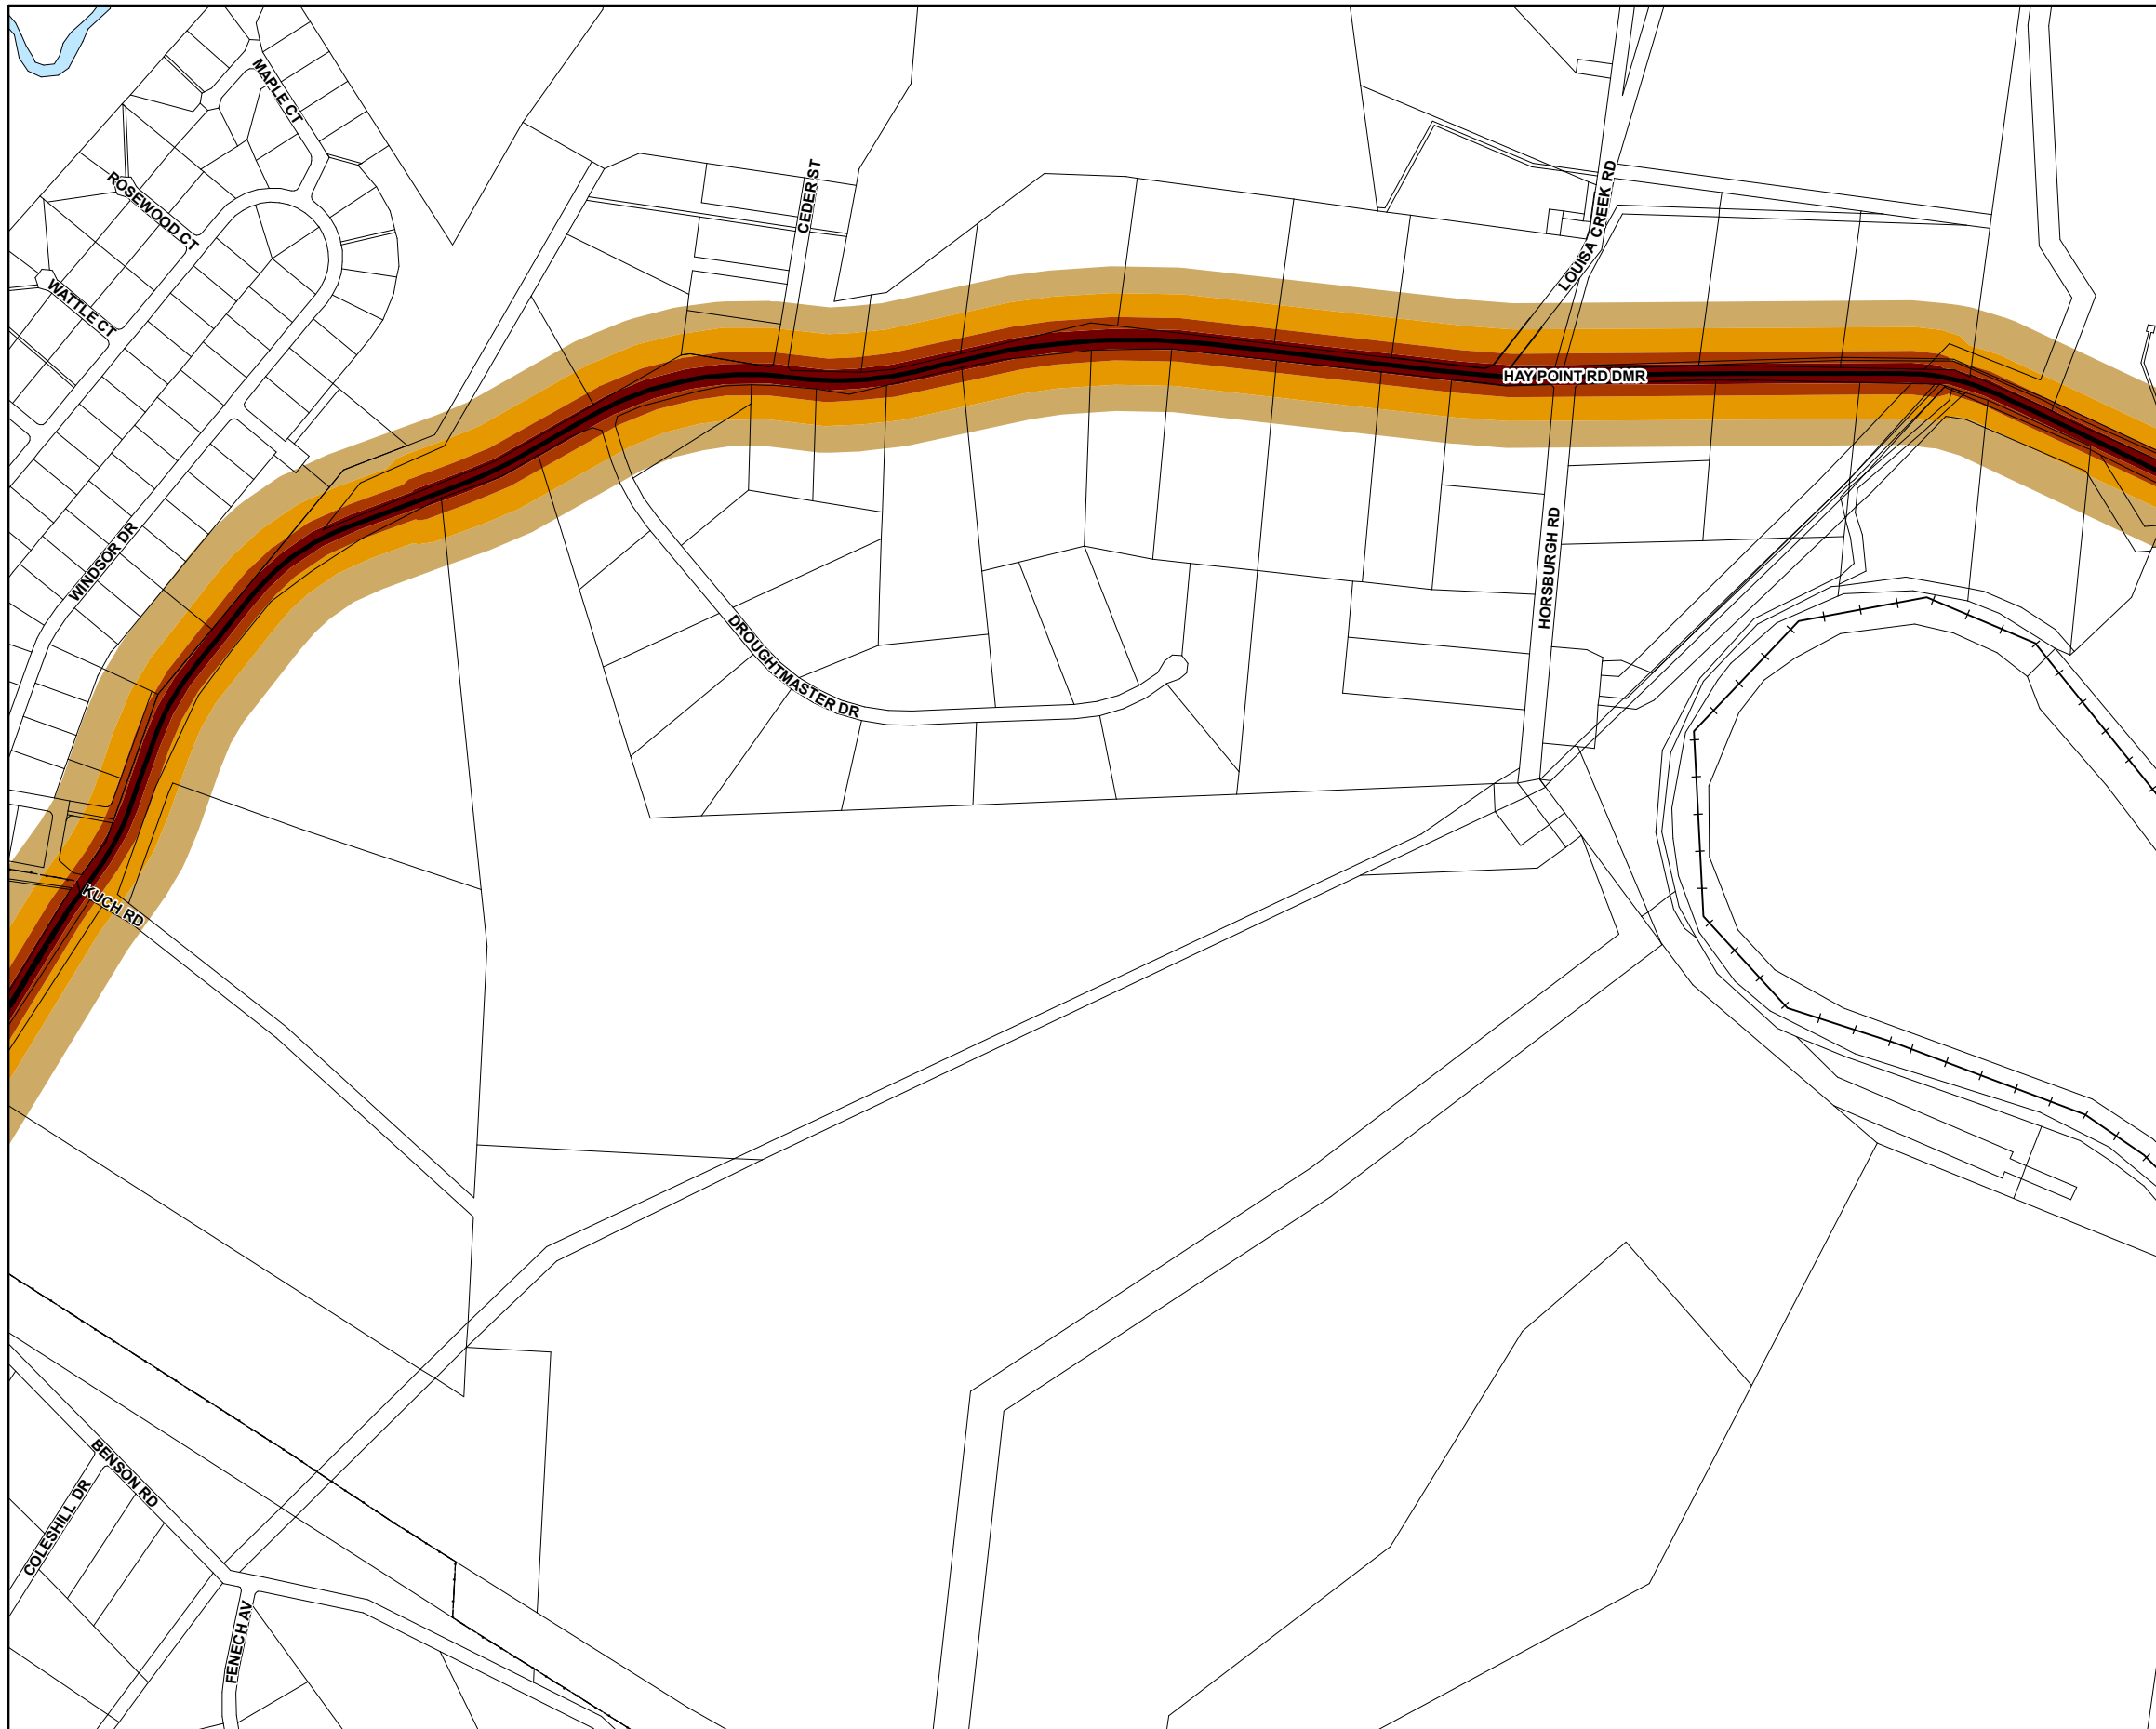 MAPLE CT
ROSEWOOD CT
CEDER ST
LOUISA CREEK RD
WATTLE CT
HAY POINT RD DMR
WINDSOR DR
HORSBURGH RD
DROUGHTMASTER DR
KUCH RD
BENSON RD
COLESHILL DR
FENECH AV